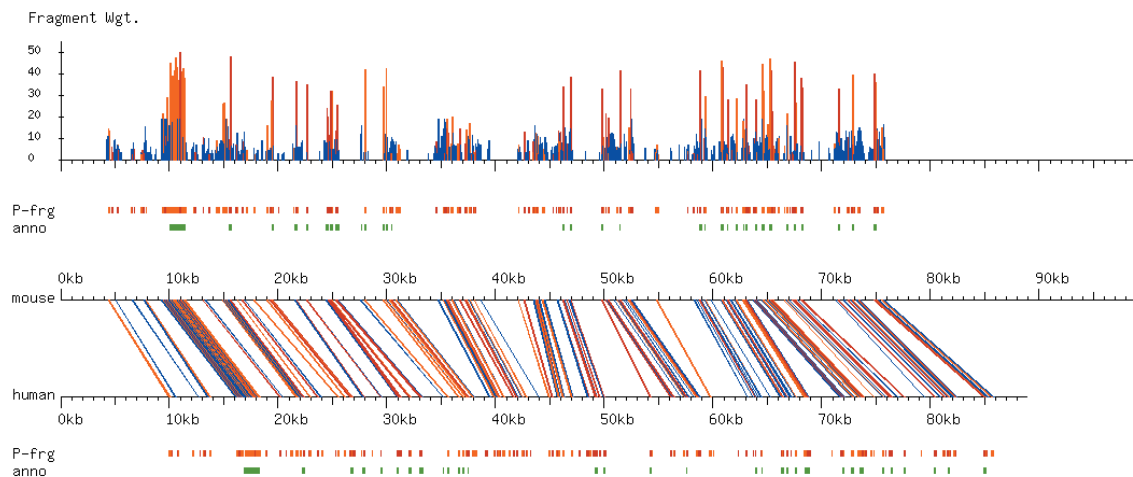 Fragment Wgt.
50
40
30
20
10
0
P-frg
anno
0kb 10kb 20kb 30kb 40kb 50kb 60kb 70kb 80kb 90kb
mouse
human
0kb 10kb 20kb 30kb 40kb 50kb 60kb 70kb 80kb
P-frg
anno